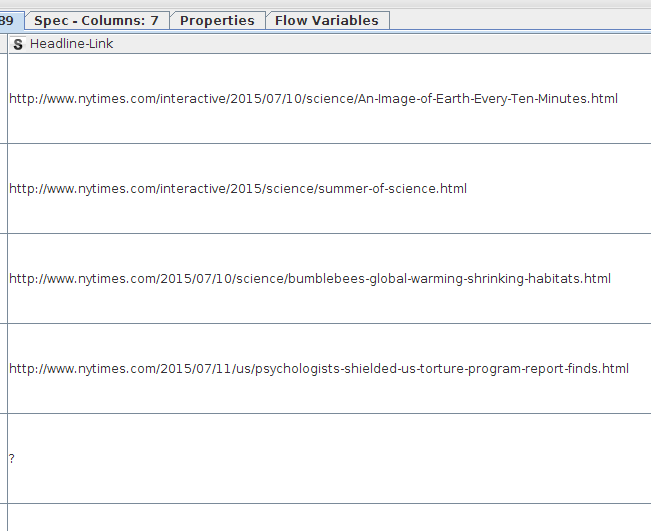 89 Spec - Columns: 7 Properties Flow Variables
S Headline-Link
http://www.nytimes.com/interactive/2015/07/10/science/An-Image-of-Earth-Every-Ten-Minutes.html
http://www.nytimes.com/interactive/2015/science/summer-of-science.html
http://www.nytimes.com/2015/07/10/science/bumblebees-global-warming-shrinking-habitats.html
http://www.nytimes.com/2015/07/11/us/psychologists-shielded-us-torture-program-report-finds.html
?